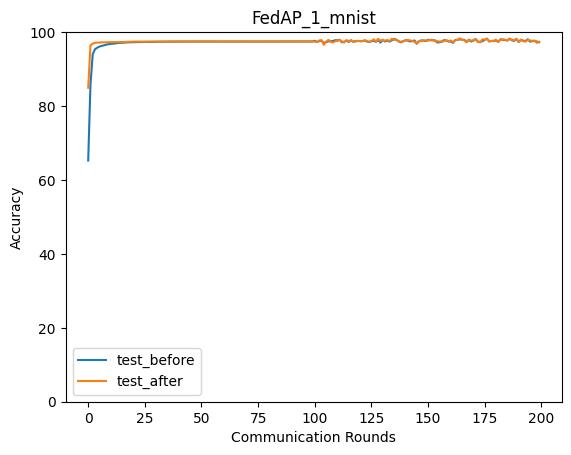 FedAP_1_mnist
100
80
60
40
20
0
Accuracy
test_before
test_after
0 25 50 75 100 125 150 175 200
Communication Rounds